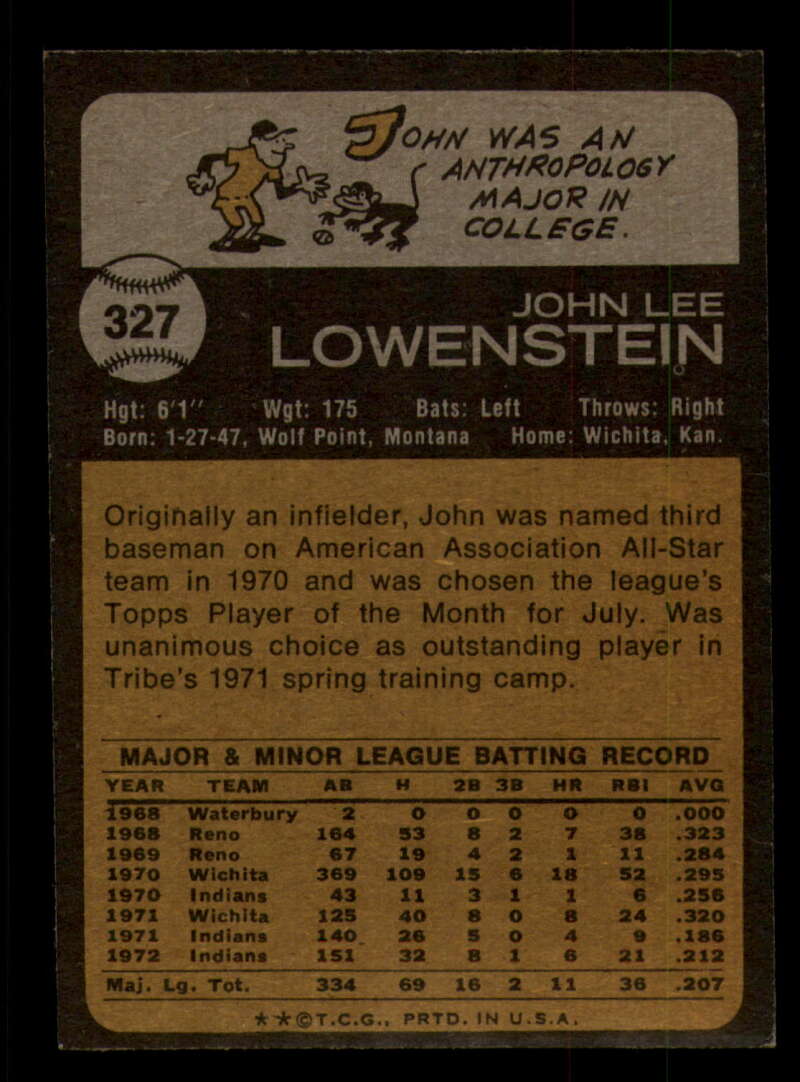 JOHN WAS AN
ANTHROPOLOGY
MAJOR IN
COLLEGE.
327
JOHN LEE
LOWENSTEIN
Hgt: 6'1" Wgt: 175 Bats: Left Throws: Right
Born: 1-27-47, Wolf Point, Montana Home: Wichita, Kan.
Originally an infielder, John was named third
baseman on American Association All-Star
team in 1970 and was chosen the league's
Topps Player of the Month for July. Was
unanimous choice as outstanding player in
Tribe's 1971 spring training camp.
MAJOR & MINOR LEAGUE BATTING RECORD
YEAR TEAM AB H 2B 3B HR RBI AVG
1968 Waterbury 2 0 0 0 0 0 .000
1968 Reno 164 53 8 2 7 38 .323
1969 Reno 67 19 4 2 1 11 .284
1970 Wichita 369 109 15 6 18 52 .295
1970 Indians 43 11 3 1 1 6 .256
1971 Wichita 125 40 8 0 8 24 .320
1971 Indians 140 26 5 0 4 9 .186
1972 Indians 151 32 8 1 6 21 .212
Maj. Lg. Tot. 334 69 16 2 11 36 .207
★★©T.C.G., PRTD. IN U.S.A.